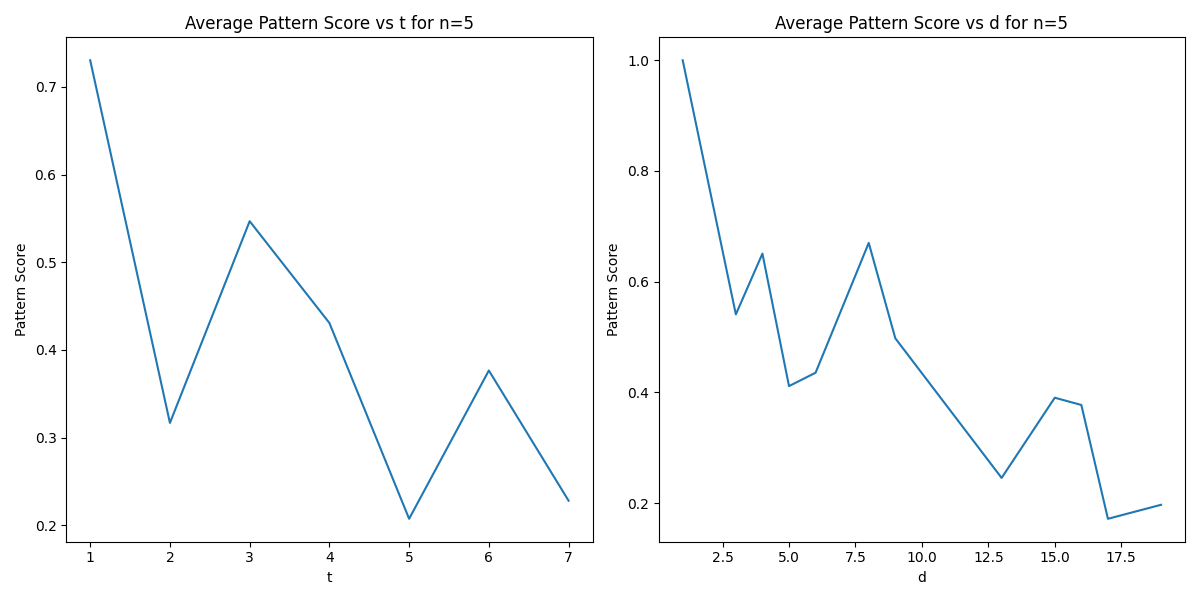 Average Pattern Score vs t for n=5
Pattern Score
0.7
0.6
0.5
0.4
0.3
0.2
1 2 3 4 5 6 7
t
Average Pattern Score vs d for n=5
Pattern Score
1.0
0.8
0.6
0.4
0.2
2.5 5.0 7.5 10.0 12.5 15.0 17.5
d